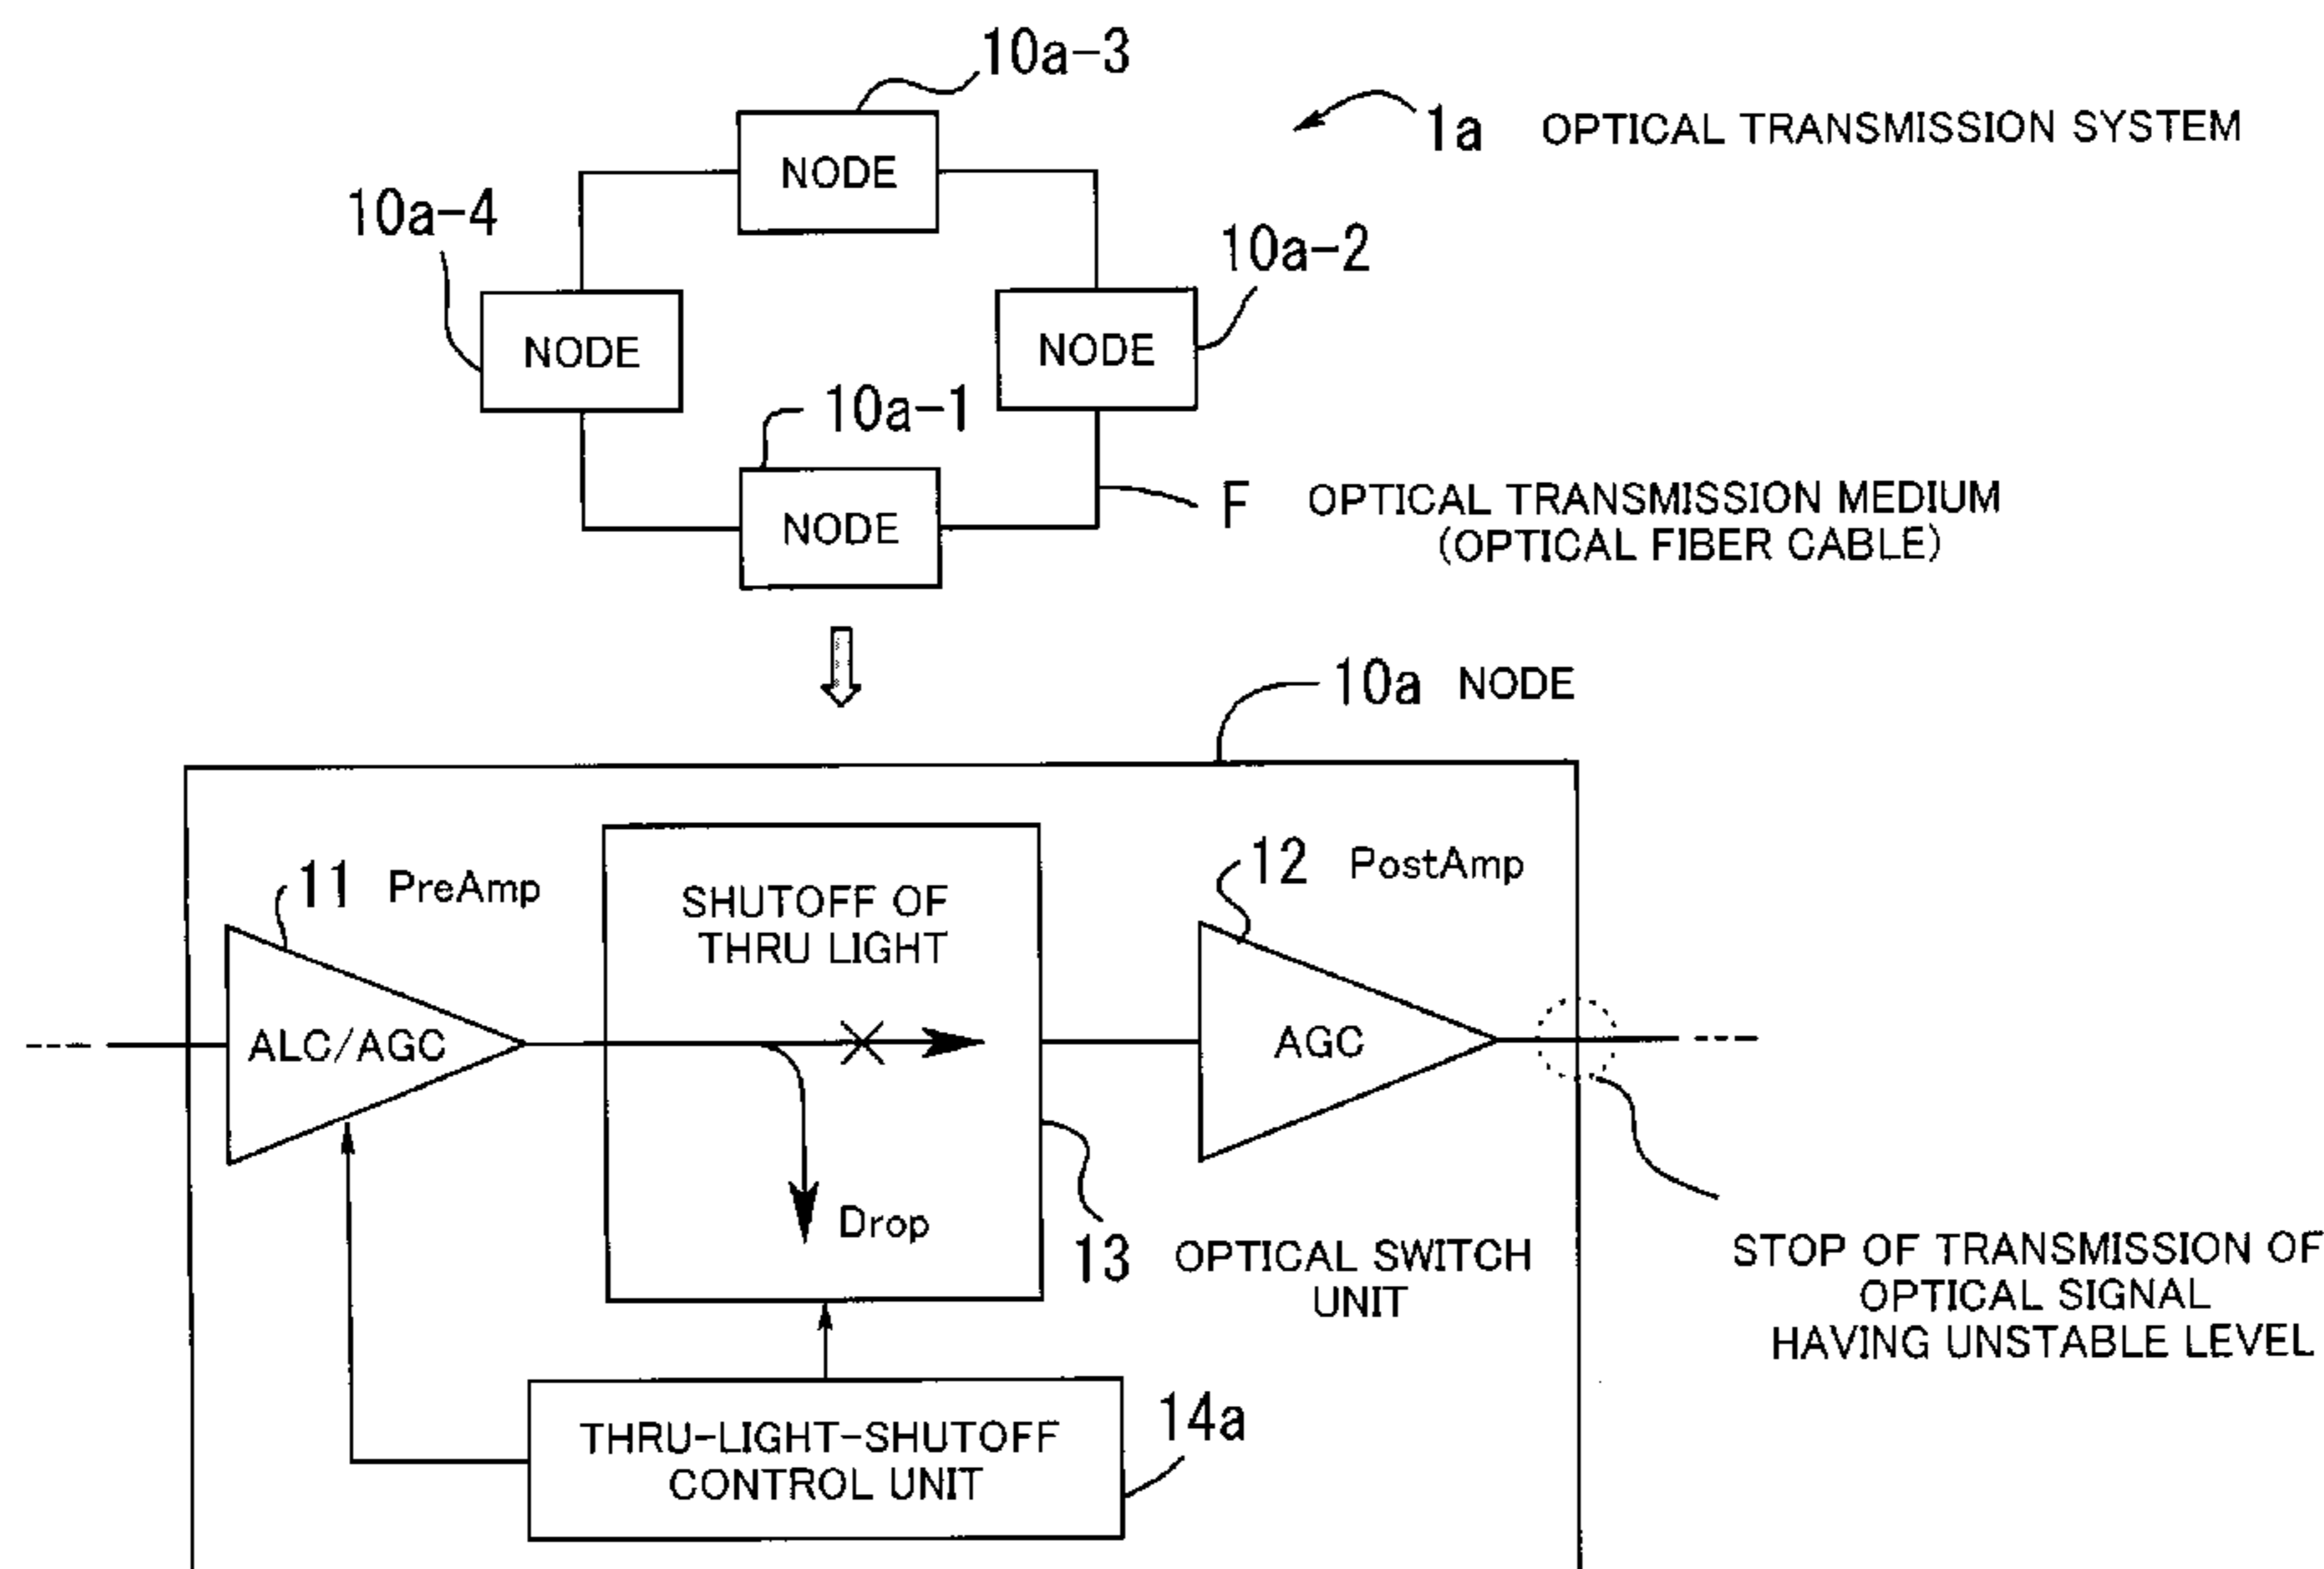 10a-3
1a OPTICAL TRANSMISSION SYSTEM
NODE
10a-4
10a-2
NODE
NODE
10a-1
F OPTICAL TRANSMISSION MEDIUM
(OPTICAL FIBER CABLE)
NODE
10a NODE
11 PreAmp
12 PostAmp
SHUTOFF OF
THRU LIGHT
ALC/AGC
AGC
Drop
13 OPTICAL SWITCH
UNIT
STOP OF TRANSMISSION OF
OPTICAL SIGNAL
HAVING UNSTABLE LEVEL
14a
THRU-LIGHT-SHUTOFF
CONTROL UNIT